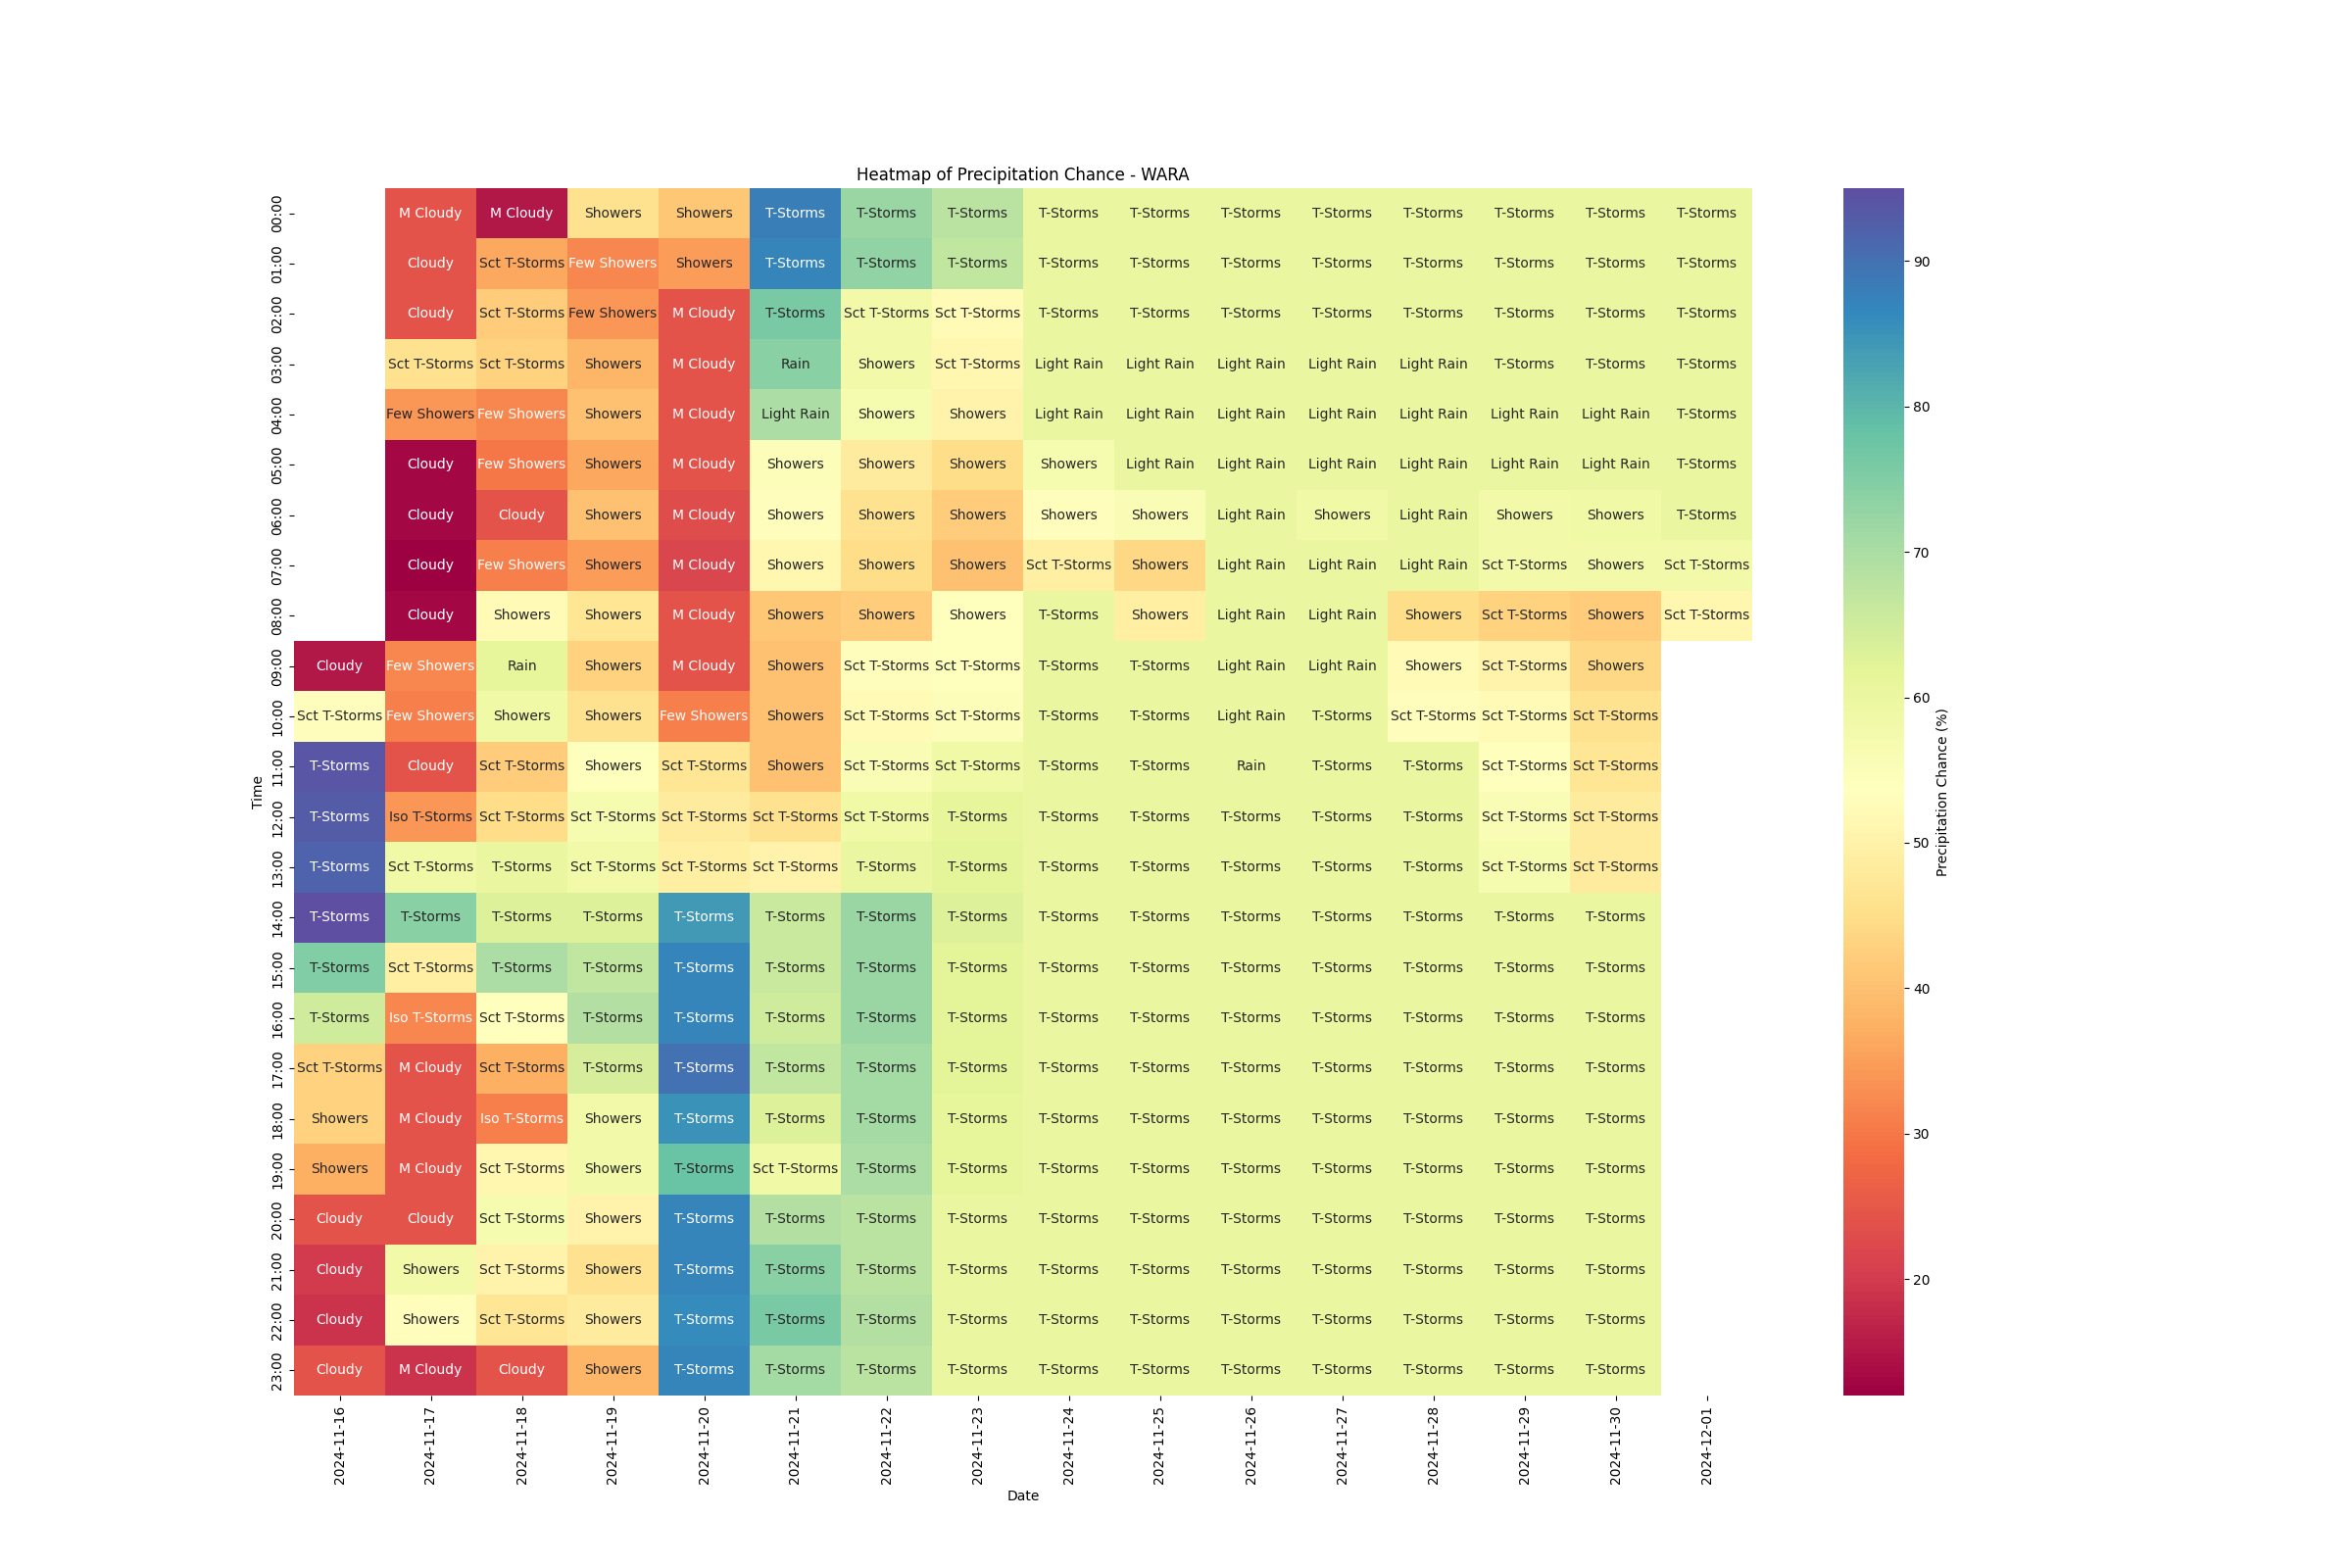 Heatmap of Precipitation Chance - WARA
00:00 M Cloudy M Cloudy Showers Showers T-Storms T-Storms T-Storms T-Storms T-Storms T-Storms T-Storms T-Storms T-Storms T-Storms T-Storms
01:00 Cloudy Sct T-Storms Few Showers Showers T-Storms T-Storms T-Storms T-Storms T-Storms T-Storms T-Storms T-Storms T-Storms T-Storms T-Storms
02:00 Cloudy Sct T-Storms Few Showers M Cloudy T-Storms Sct T-Storms Sct T-Storms T-Storms T-Storms T-Storms T-Storms T-Storms T-Storms T-Storms T-Storms
03:00 Sct T-Storms Sct T-Storms Showers M Cloudy Rain Showers Sct T-Storms Light Rain Light Rain Light Rain Light Rain Light Rain T-Storms T-Storms T-Storms
04:00 Few Showers Few Showers Showers M Cloudy Light Rain Showers Showers Light Rain Light Rain Light Rain Light Rain Light Rain Light Rain Light Rain T-Storms
05:00 Cloudy Few Showers Showers M Cloudy Showers Showers Showers Showers Light Rain Light Rain Light Rain Light Rain Light Rain Light Rain T-Storms
06:00 Cloudy Cloudy Showers M Cloudy Showers Showers Showers Showers Showers Light Rain Showers Light Rain Showers Showers T-Storms
07:00 Cloudy Few Showers Showers M Cloudy Showers Showers Showers Sct T-Storms Showers Light Rain Light Rain Light Rain Sct T-Storms Showers Sct T-Storms
08:00 Cloudy Showers Showers M Cloudy Showers Showers Showers T-Storms Showers Light Rain Light Rain Showers Sct T-Storms Showers Sct T-Storms
09:00 Cloudy Few Showers Rain Showers M Cloudy Showers Sct T-Storms Sct T-Storms T-Storms T-Storms Light Rain Light Rain Showers Sct T-Storms Showers
10:00 Sct T-Storms Few Showers Showers Showers Few Showers Showers Sct T-Storms Sct T-Storms T-Storms T-Storms Light Rain T-Storms Sct T-Storms Sct T-Storms Sct T-Storms
11:00 T-Storms Cloudy Sct T-Storms Showers Sct T-Storms Showers Sct T-Storms Sct T-Storms T-Storms T-Storms Rain T-Storms T-Storms Sct T-Storms Sct T-Storms
12:00 T-Storms Iso T-Storms Sct T-Storms Sct T-Storms Sct T-Storms Sct T-Storms Sct T-Storms T-Storms T-Storms T-Storms T-Storms T-Storms T-Storms Sct T-Storms Sct T-Storms
13:00 T-Storms Sct T-Storms T-Storms Sct T-Storms Sct T-Storms Sct T-Storms T-Storms T-Storms T-Storms T-Storms T-Storms T-Storms T-Storms Sct T-Storms Sct T-Storms
14:00 T-Storms T-Storms T-Storms T-Storms T-Storms T-Storms T-Storms T-Storms T-Storms T-Storms T-Storms T-Storms T-Storms T-Storms T-Storms
15:00 T-Storms Sct T-Storms T-Storms T-Storms T-Storms T-Storms T-Storms T-Storms T-Storms T-Storms T-Storms T-Storms T-Storms T-Storms T-Storms
16:00 T-Storms Iso T-Storms Sct T-Storms T-Storms T-Storms T-Storms T-Storms T-Storms T-Storms T-Storms T-Storms T-Storms T-Storms T-Storms T-Storms
17:00 Sct T-Storms M Cloudy Sct T-Storms T-Storms T-Storms T-Storms T-Storms T-Storms T-Storms T-Storms T-Storms T-Storms T-Storms T-Storms T-Storms
18:00 Showers M Cloudy Iso T-Storms Showers T-Storms T-Storms T-Storms T-Storms T-Storms T-Storms T-Storms T-Storms T-Storms T-Storms T-Storms
19:00 Showers M Cloudy Sct T-Storms Showers T-Storms Sct T-Storms T-Storms T-Storms T-Storms T-Storms T-Storms T-Storms T-Storms T-Storms T-Storms
20:00 Cloudy Cloudy Sct T-Storms Showers T-Storms T-Storms T-Storms T-Storms T-Storms T-Storms T-Storms T-Storms T-Storms T-Storms T-Storms
21:00 Cloudy Showers Sct T-Storms Showers T-Storms T-Storms T-Storms T-Storms T-Storms T-Storms T-Storms T-Storms T-Storms T-Storms T-Storms
22:00 Cloudy Showers Sct T-Storms Showers T-Storms T-Storms T-Storms T-Storms T-Storms T-Storms T-Storms T-Storms T-Storms T-Storms T-Storms
23:00 Cloudy M Cloudy Cloudy Showers T-Storms T-Storms T-Storms T-Storms T-Storms T-Storms T-Storms T-Storms T-Storms T-Storms T-Storms
Time
2024-11-16 2024-11-17 2024-11-18 2024-11-19 2024-11-20 2024-11-21 2024-11-22 2024-11-23 2024-11-24 2024-11-25 2024-11-26 2024-11-27 2024-11-28 2024-11-29 2024-11-30 2024-12-01
Date
90
80
70
60
50
40
30
20
Precipitation Chance (%)